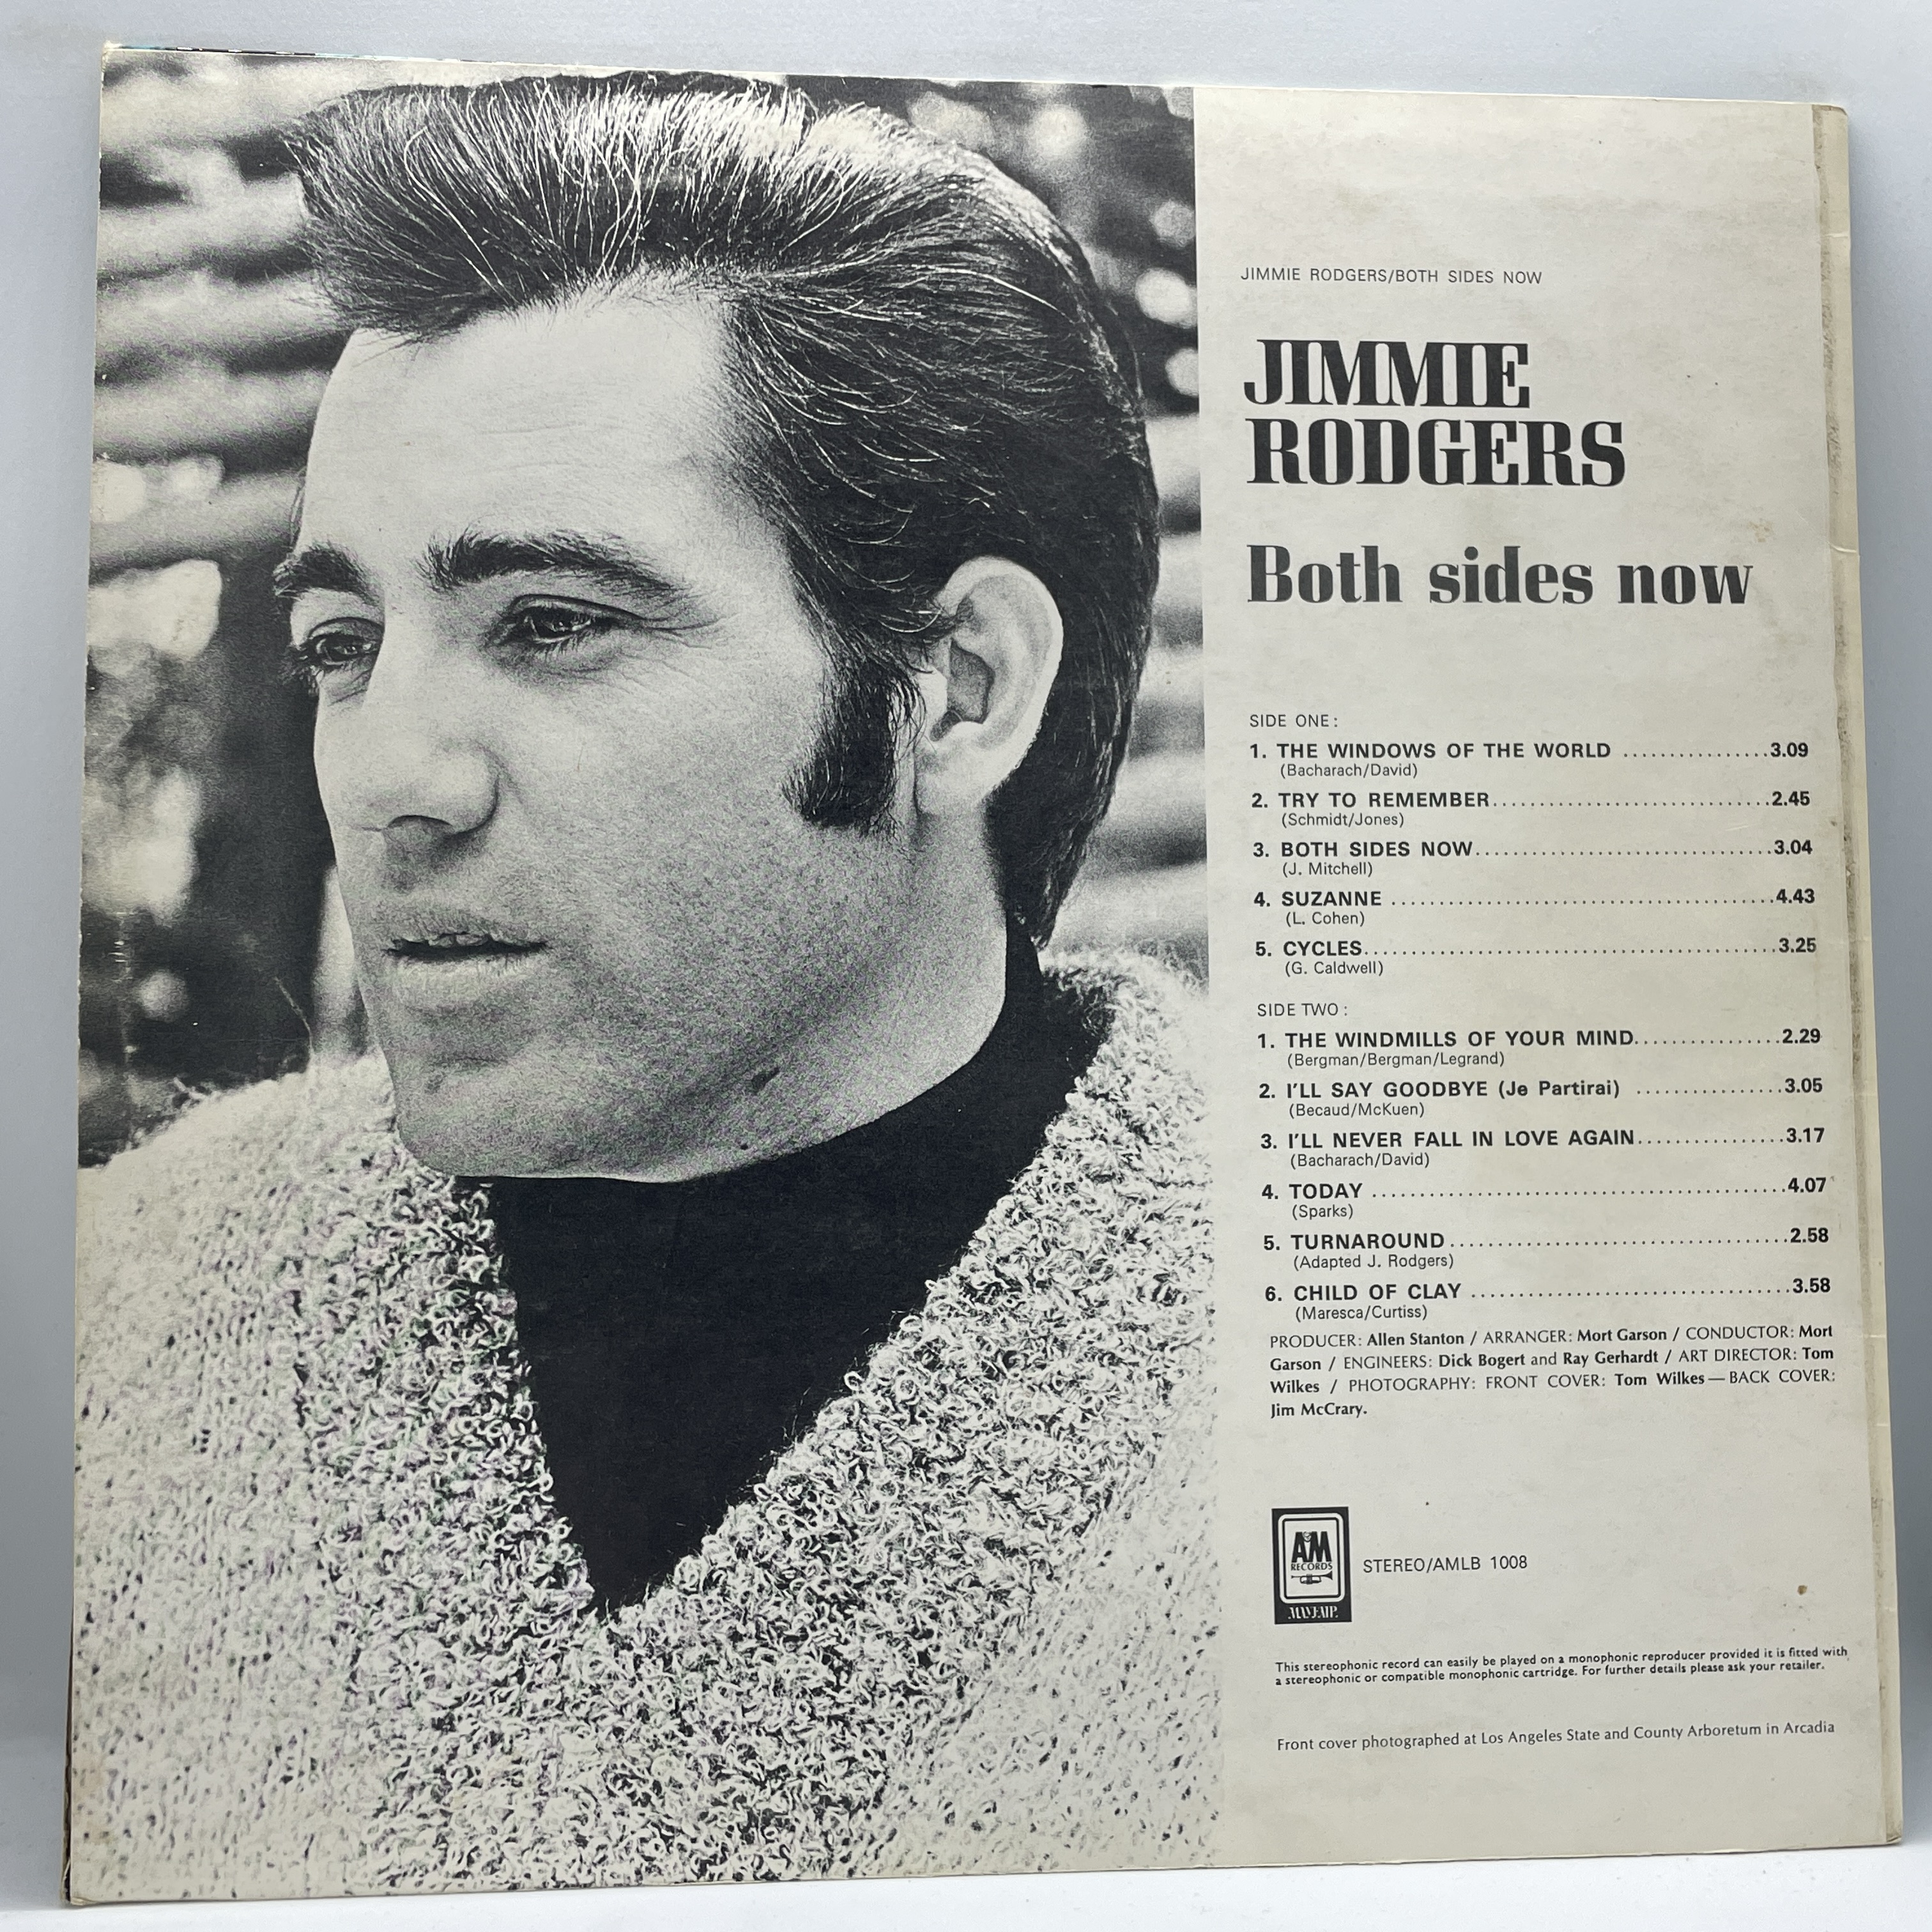 JIMMIE RODGERS/BOTH SIDES NOW
JIMMIE
RODGERS
Both sides now
SIDE ONE:
1. THE WINDOWS OF THE WORLD ................3.09
(Bacharach/David)
2. TRY TO REMEMBER..............................2.45
(Schmidt/Jones)
3. BOTH SIDES NOW................................3.04
(J. Mitchell)
4. SUZANNE .........................................4.43
(L. Cohen)
5. CYCLES............................................3.25
(G. Caldwell)
SIDE TWO:
1. THE WINDMILLS OF YOUR MIND................2.29
(Bergman/Bergman/Legrand)
2. I'LL SAY GOODBYE (Je Partirai) ................3.05
(Becaud/McKuen)
3. I'LL NEVER FALL IN LOVE AGAIN................3.17
(Bacharach/David)
4. TODAY ............................................4.07
(Sparks)
5. TURNAROUND....................................2.58
(Adapted J. Rodgers)
6. CHILD OF CLAY ..................................3.58
(Maresca/Curtiss)
PRODUCER: Allen Stanton / ARRANGER: Mort Garson / CONDUCTOR: Mort
Garson / ENGINEERS: Dick Bogert and Ray Gerhardt / ART DIRECTOR: Tom
Wilkes / PHOTOGRAPHY: FRONT COVER: Tom Wilkes—BACK COVER:
Jim McCrary.
A&M
RECORDS
MAYFAIR
STEREO/AMLB 1008
This stereophonic record can easily be played on a monophonic reproducer provided it is fitted with
a stereophonic or compatible monophonic cartridge. For further details please ask your retailer.
Front cover photographed at Los Angeles State and County Arboretum in Arcadia